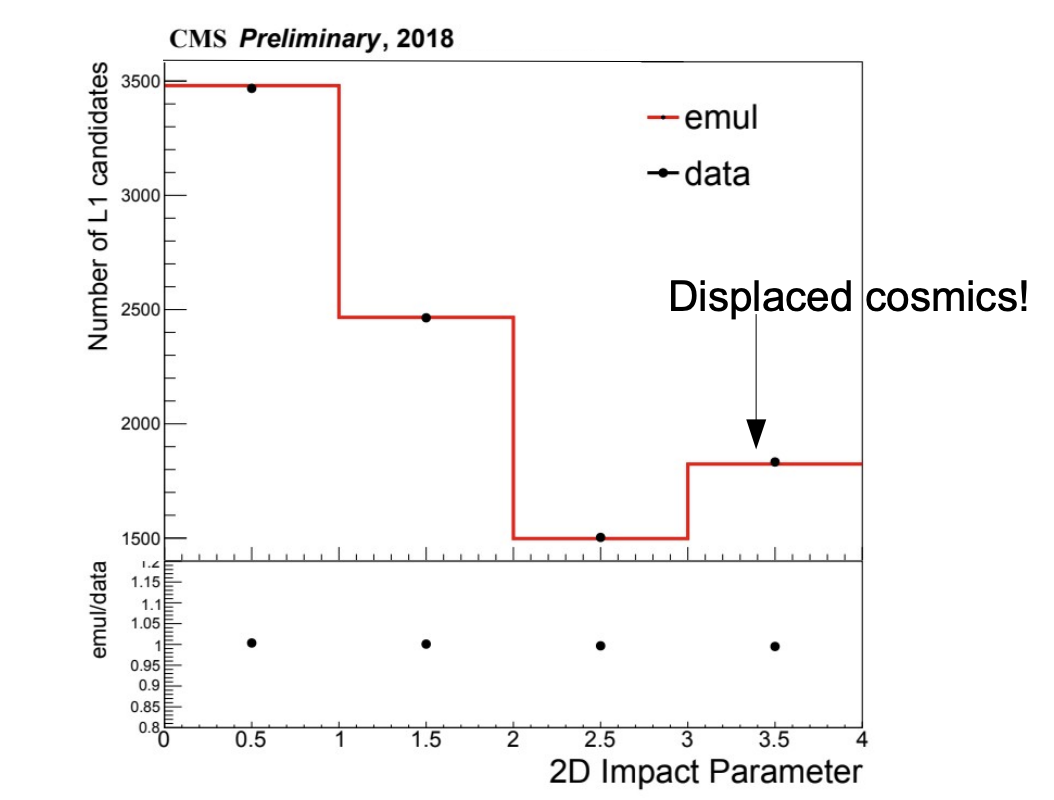 CMS Preliminary, 2018
Number of L1 candidates
3500
3000
2500
2000
1500
emul
data
Displaced cosmics!
emul/data
1.2
1.15
1.1
1.05
1
0.95
0.9
0.85
0.8
0 0.5 1 1.5 2 2.5 3 3.5 4
2D Impact Parameter